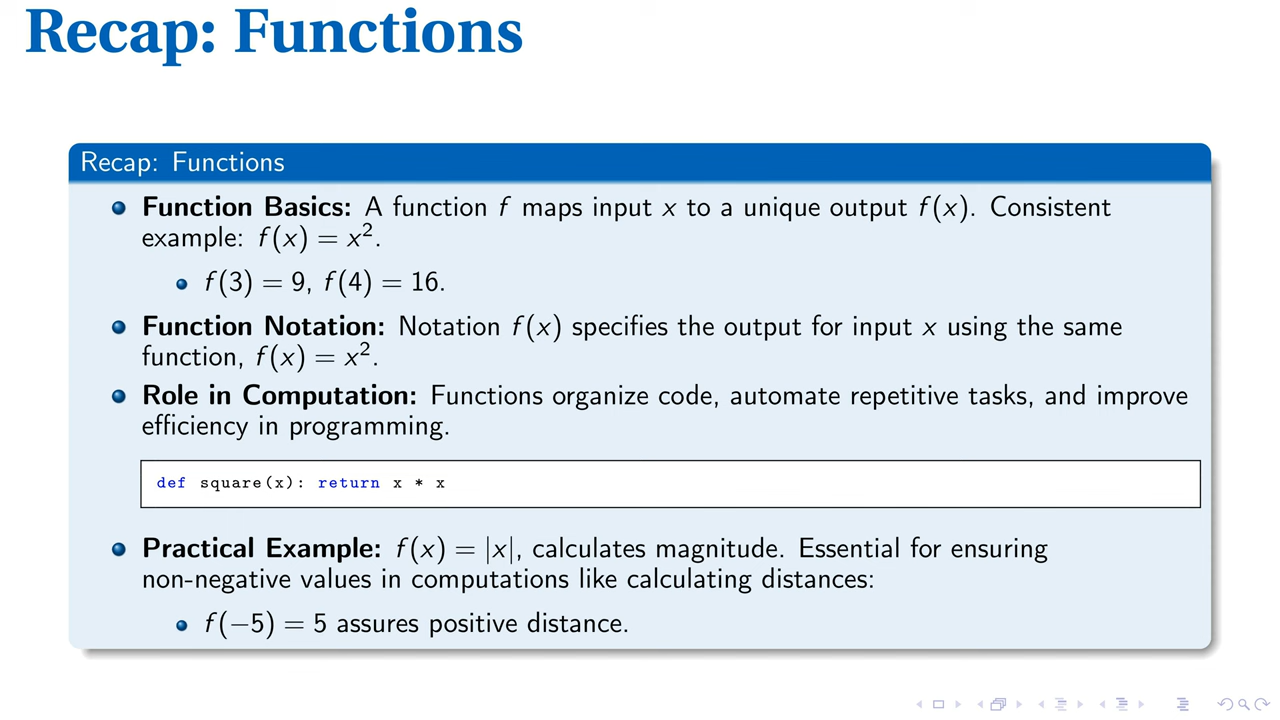 Recap: Functions
Recap: Functions
Function Basics: A function f maps input x to a unique output f(x). Consistent
example: f(x) = x².
f(3) = 9, f(4) = 16.
Function Notation: Notation f(x) specifies the output for input x using the same
function, f(x) = x².
Role in Computation: Functions organize code, automate repetitive tasks, and improve
efficiency in programming.
def square(x): return x * x
Practical Example: f(x) = |x|, calculates magnitude. Essential for ensuring
non-negative values in computations like calculating distances:
f(−5) = 5 assures positive distance.